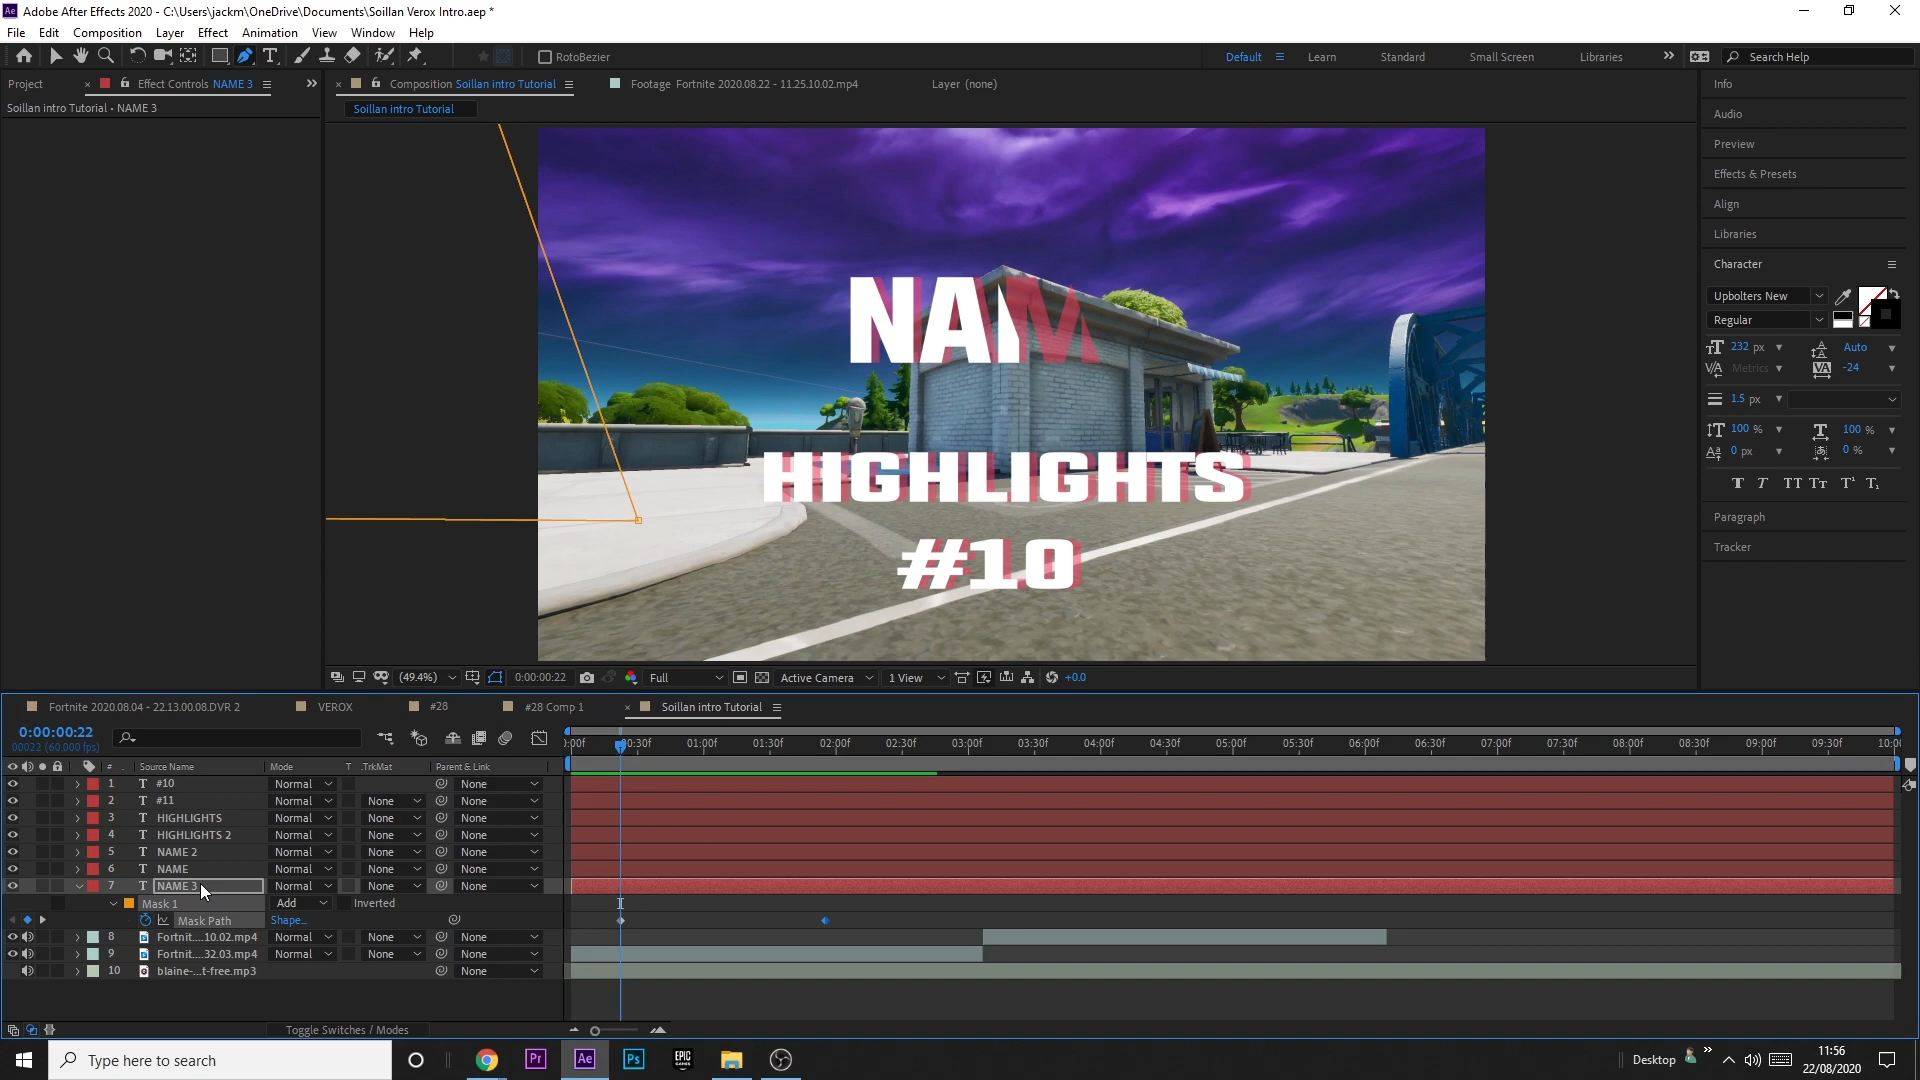 Adobe After Effects 2020 - C:\Users\jackm\OneDrive\Documents\Soillan Verox Intro.aep *
File Edit Composition Layer Effect Animation View Window Help
RotoBezier
Default Learn Standard Small Screen Libraries Search Help
Project Effect Controls NAME 3
Composition Soillan intro Tutorial
Footage Fortnite 2020.08.22 - 11.25.10.02.mp4
Layer (none)
Soillan intro Tutorial • NAME 3
Soillan intro Tutorial
NAM
HIGHLIGHTS
#10
Info
Audio
Preview
Effects & Presets
Align
Libraries
Character
Upbolters New
Regular
232 px Auto
Metrics -24
1.5 px
100 % 100 %
0 px 0 %
Paragraph
Tracker
(49.4%) 0:00:00:22 Full Active Camera 1 View +0.0
Fortnite 2020.08.04 - 22.13.00.08.DVR 2 VEROX #28 #28 Comp 1 Soillan intro Tutorial
0:00:00:22
00022 (60.000 fps)
):00f 00:30f 01:00f 01:30f 02:00f 02:30f 03:00f 03:30f 04:00f 04:30f 05:00f 05:30f 06:00f 06:30f 07:00f 07:30f 08:00f 08:30f 09:00f 09:30f 10:00
# Source Name Mode T .TrkMat Parent & Link
1 T #10 Normal None
2 T #11 Normal None None
3 T HIGHLIGHTS Normal None None
4 T HIGHLIGHTS 2 Normal None None
5 T NAME 2 Normal None None
6 T NAME Normal None None
7 T NAME 3 Normal None None
Mask 1 Add Inverted
Mask Path Shape...
8 Fortnit....10.02.mp4 Normal None None
9 Fortnit....32.03.mp4 Normal None None
10 blaine-...t-free.mp3 None
Toggle Switches / Modes
Type here to search
Pr Ae Ps EPIC GAMES
Desktop
11:56
22/08/2020